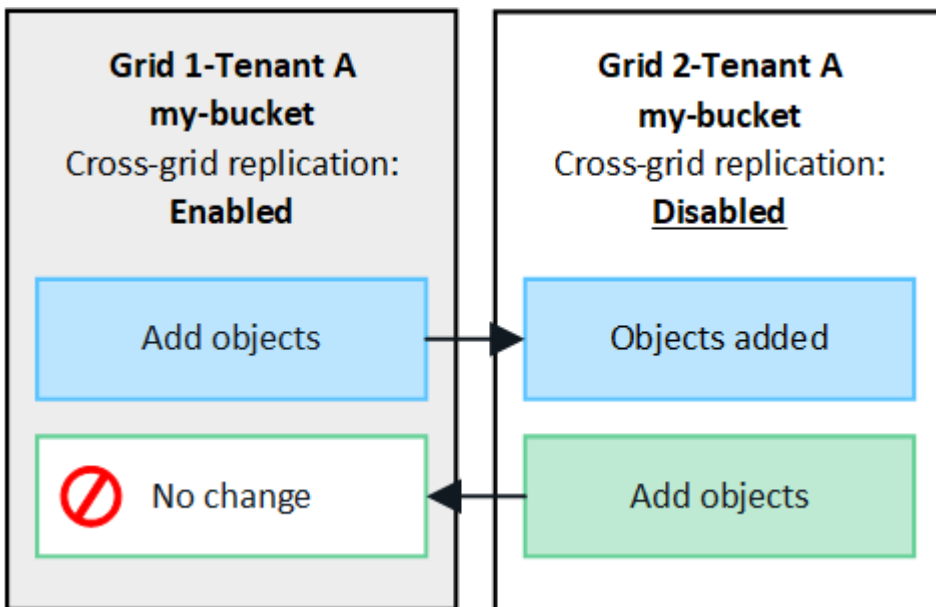 Grid 1-Tenant A
my-bucket
Cross-grid replication:
Enabled
Add objects
No change
Grid 2-Tenant A
my-bucket
Cross-grid replication:
Disabled
Objects added
Add objects